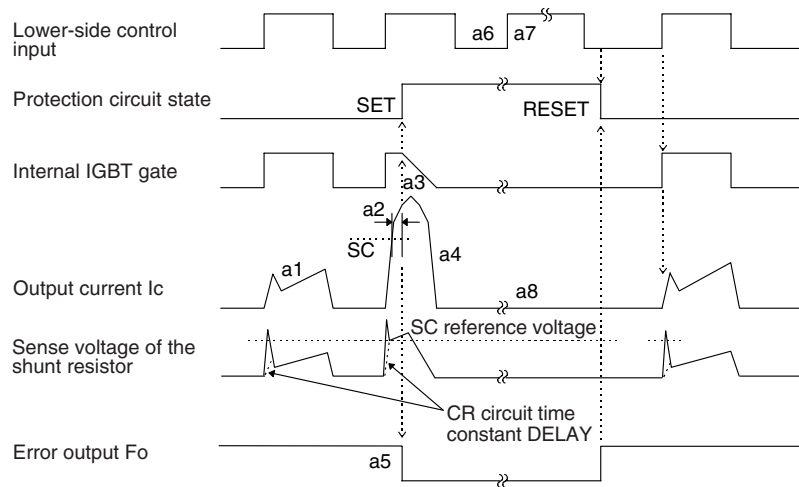 Lower-side control
input
a6
a7
Protection circuit state
SET
RESET
Internal IGBT gate
a3
a2
SC
a4
a1
Output current Ic
a8
SC reference voltage
Sense voltage of the
shunt resistor
CR circuit time
constant DELAY
Error output Fo
a5